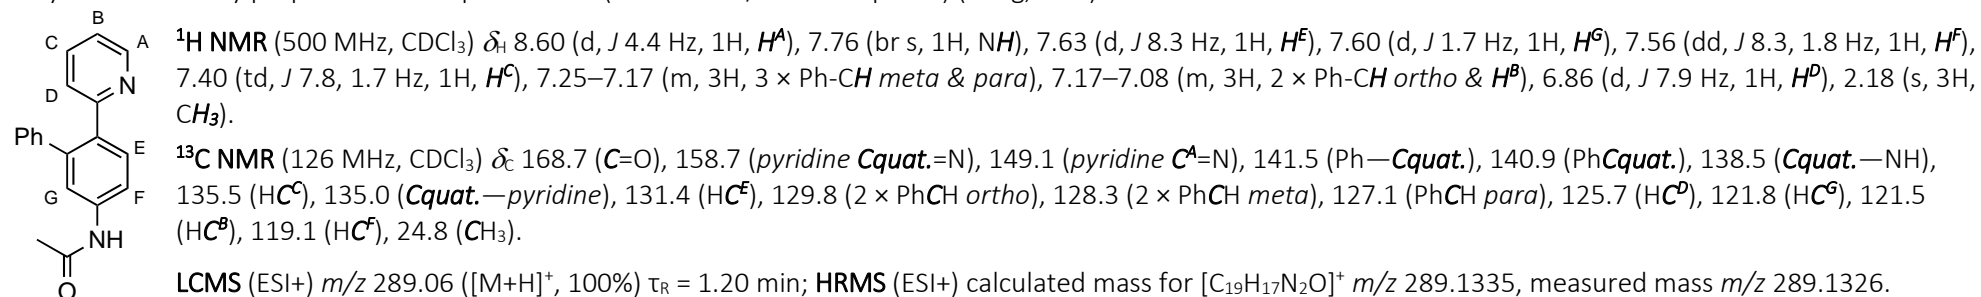 B
C
A
N
D
Ph
E
G
F
NH
O
¹H NMR (500 MHz, CDCl₃) δH 8.60 (d, J 4.4 Hz, 1H, Hᴬ), 7.76 (br s, 1H, NH), 7.63 (d, J 8.3 Hz, 1H, Hᴱ), 7.60 (d, J 1.7 Hz, 1H, Hᴳ), 7.56 (dd, J 8.3, 1.8 Hz, 1H, Hᶠ),
7.40 (td, J 7.8, 1.7 Hz, 1H, Hᶜ), 7.25–7.17 (m, 3H, 3 × Ph-CH meta & para), 7.17–7.08 (m, 3H, 2 × Ph-CH ortho & Hᴮ), 6.86 (d, J 7.9 Hz, 1H, Hᴰ), 2.18 (s, 3H,
CH₃).
¹³C NMR (126 MHz, CDCl₃) δC 168.7 (C=O), 158.7 (pyridine Cquat.=N), 149.1 (pyridine Cᴬ=N), 141.5 (Ph—Cquat.), 140.9 (PhCquat.), 138.5 (Cquat.—NH),
135.5 (HCᶜ), 135.0 (Cquat.—pyridine), 131.4 (HCᴱ), 129.8 (2 × PhCH ortho), 128.3 (2 × PhCH meta), 127.1 (PhCH para), 125.7 (HCᴰ), 121.8 (HCᴳ), 121.5
(HCᴮ), 119.1 (HCᶠ), 24.8 (CH₃).
LCMS (ESI+) m/z 289.06 ([M+H]⁺, 100%) τR = 1.20 min; HRMS (ESI+) calculated mass for [C₁₉H₁₇N₂O]⁺ m/z 289.1335, measured mass m/z 289.1326.